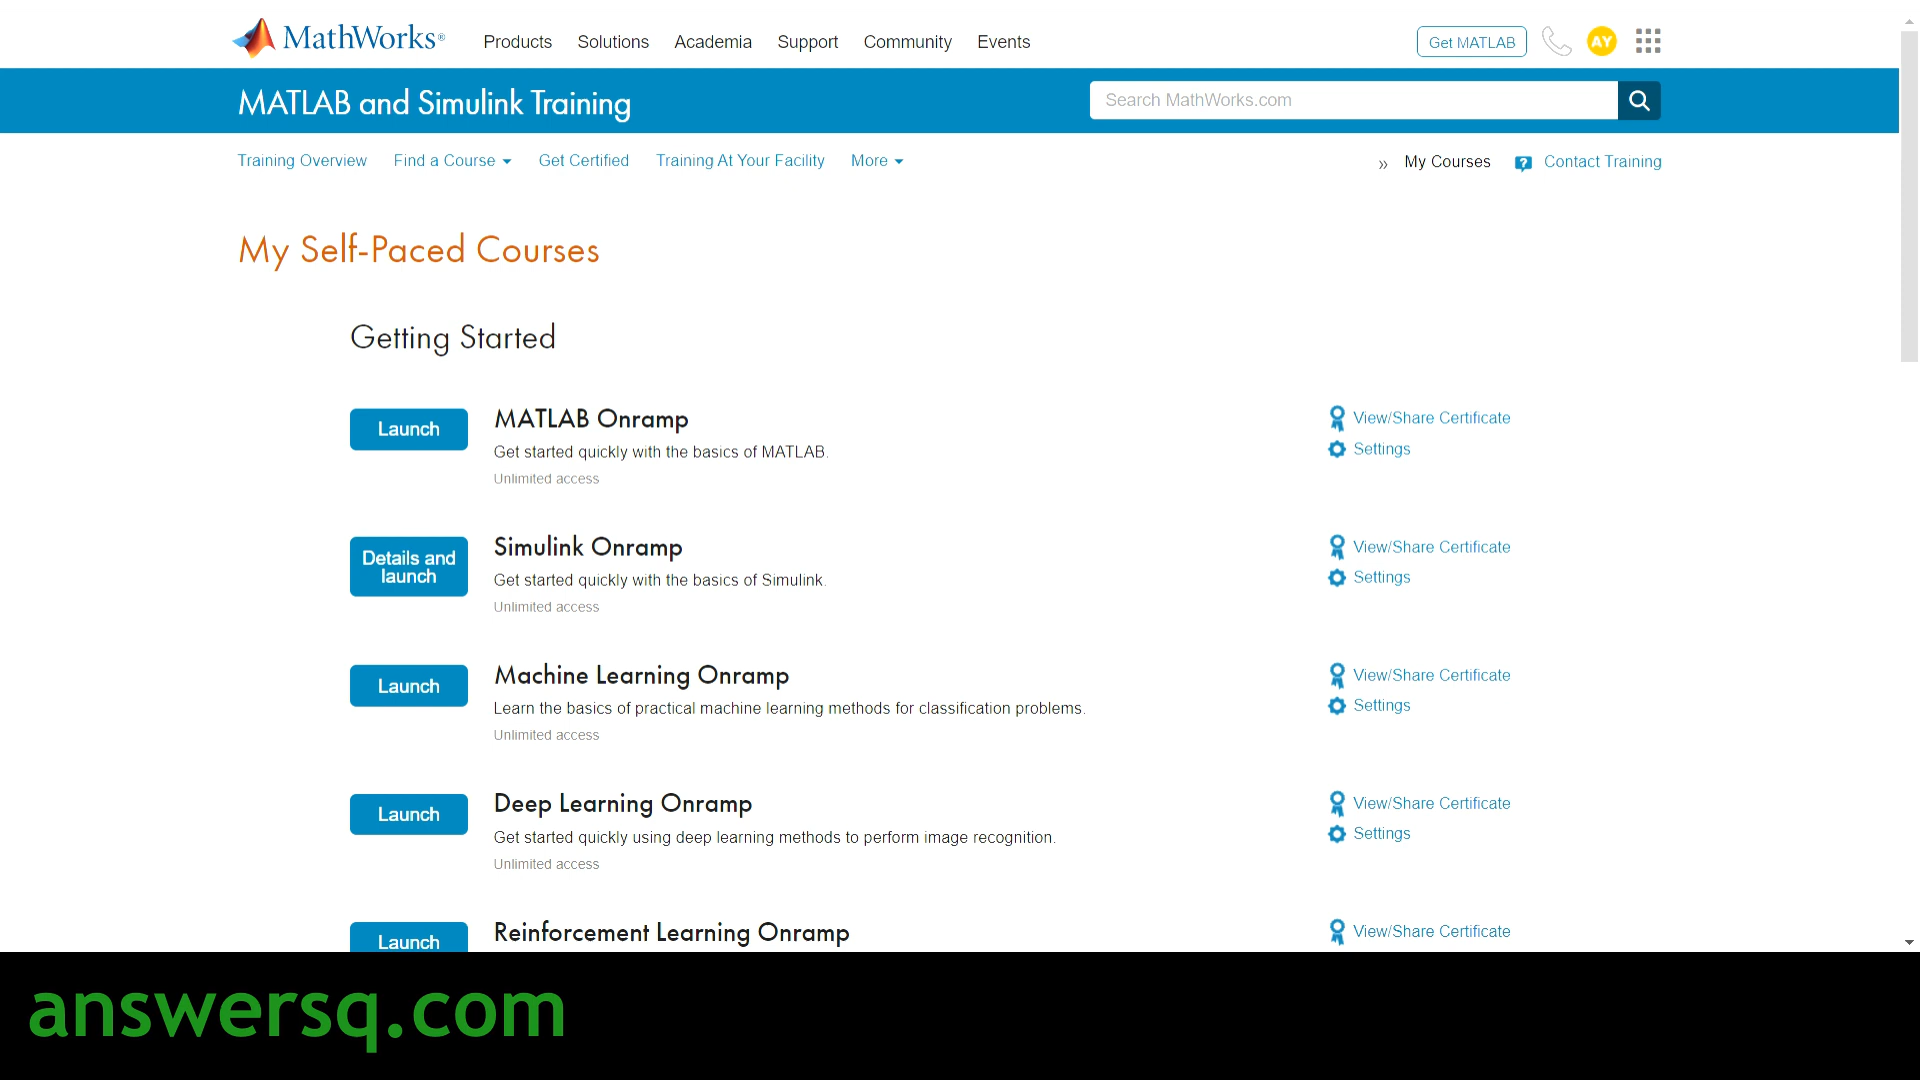 MathWorks®
Products Solutions Academia Support Community Events
Get MATLAB AY
MATLAB and Simulink Training
Search MathWorks.com
Training Overview Find a Course Get Certified Training At Your Facility More
» My Courses ? Contact Training
My Self-Paced Courses
Getting Started
Launch
MATLAB Onramp
Get started quickly with the basics of MATLAB.
Unlimited access
View/Share Certificate
Settings
Details and
launch
Simulink Onramp
Get started quickly with the basics of Simulink.
Unlimited access
View/Share Certificate
Settings
Launch
Machine Learning Onramp
Learn the basics of practical machine learning methods for classification problems.
Unlimited access
View/Share Certificate
Settings
Launch
Deep Learning Onramp
Get started quickly using deep learning methods to perform image recognition.
Unlimited access
View/Share Certificate
Settings
Launch
Reinforcement Learning Onramp
View/Share Certificate
answersq.com